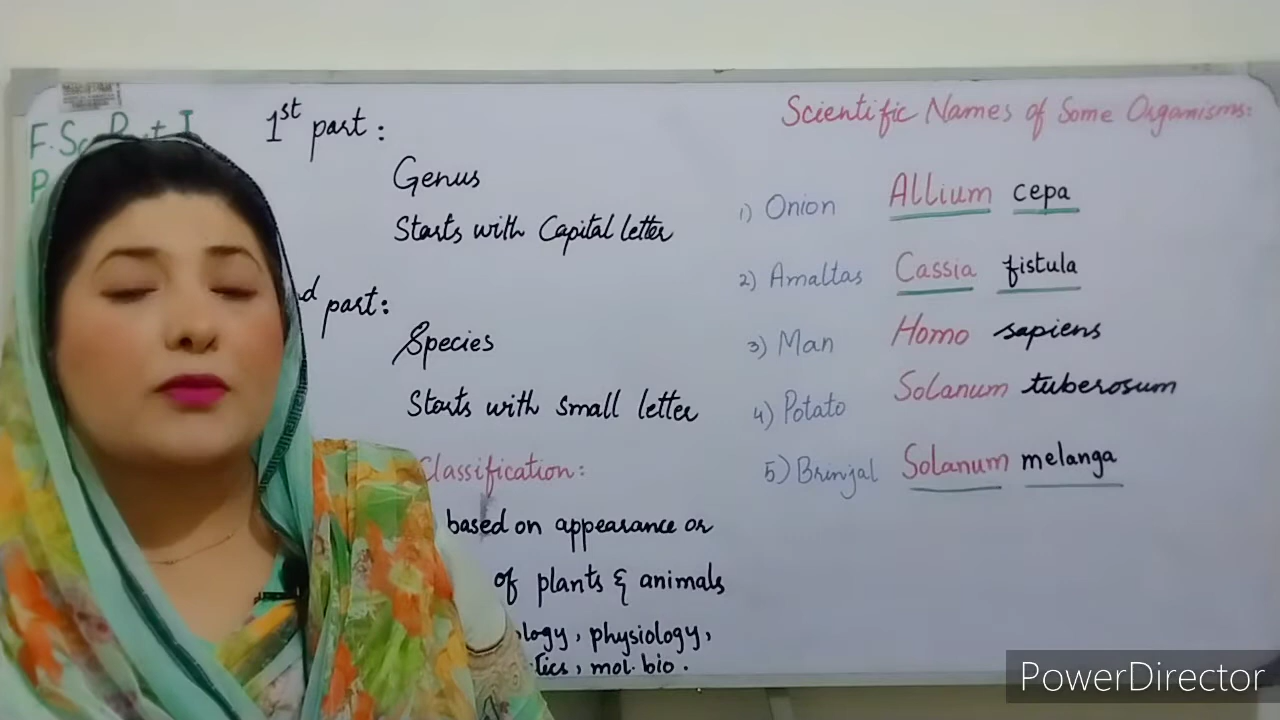 F.Sc Part I
1st part:
Genus
Starts with Capital letter
part:
Species
Starts with small letter
Classification:
based on appearance or
of plants & animals
physiology,
mol. bio.
Scientific Names of Some Organisms:
1) Onion Allium cepa
2) Amaltas Cassia fistula
3) Man Homo sapiens
4) Potato Solanum tuberosum
5) Brinjal Solanum melanga
PowerDirector